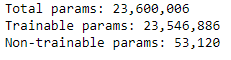 Total params: 23,600,006
Trainable params: 23,546,886
Non-trainable params: 53,120